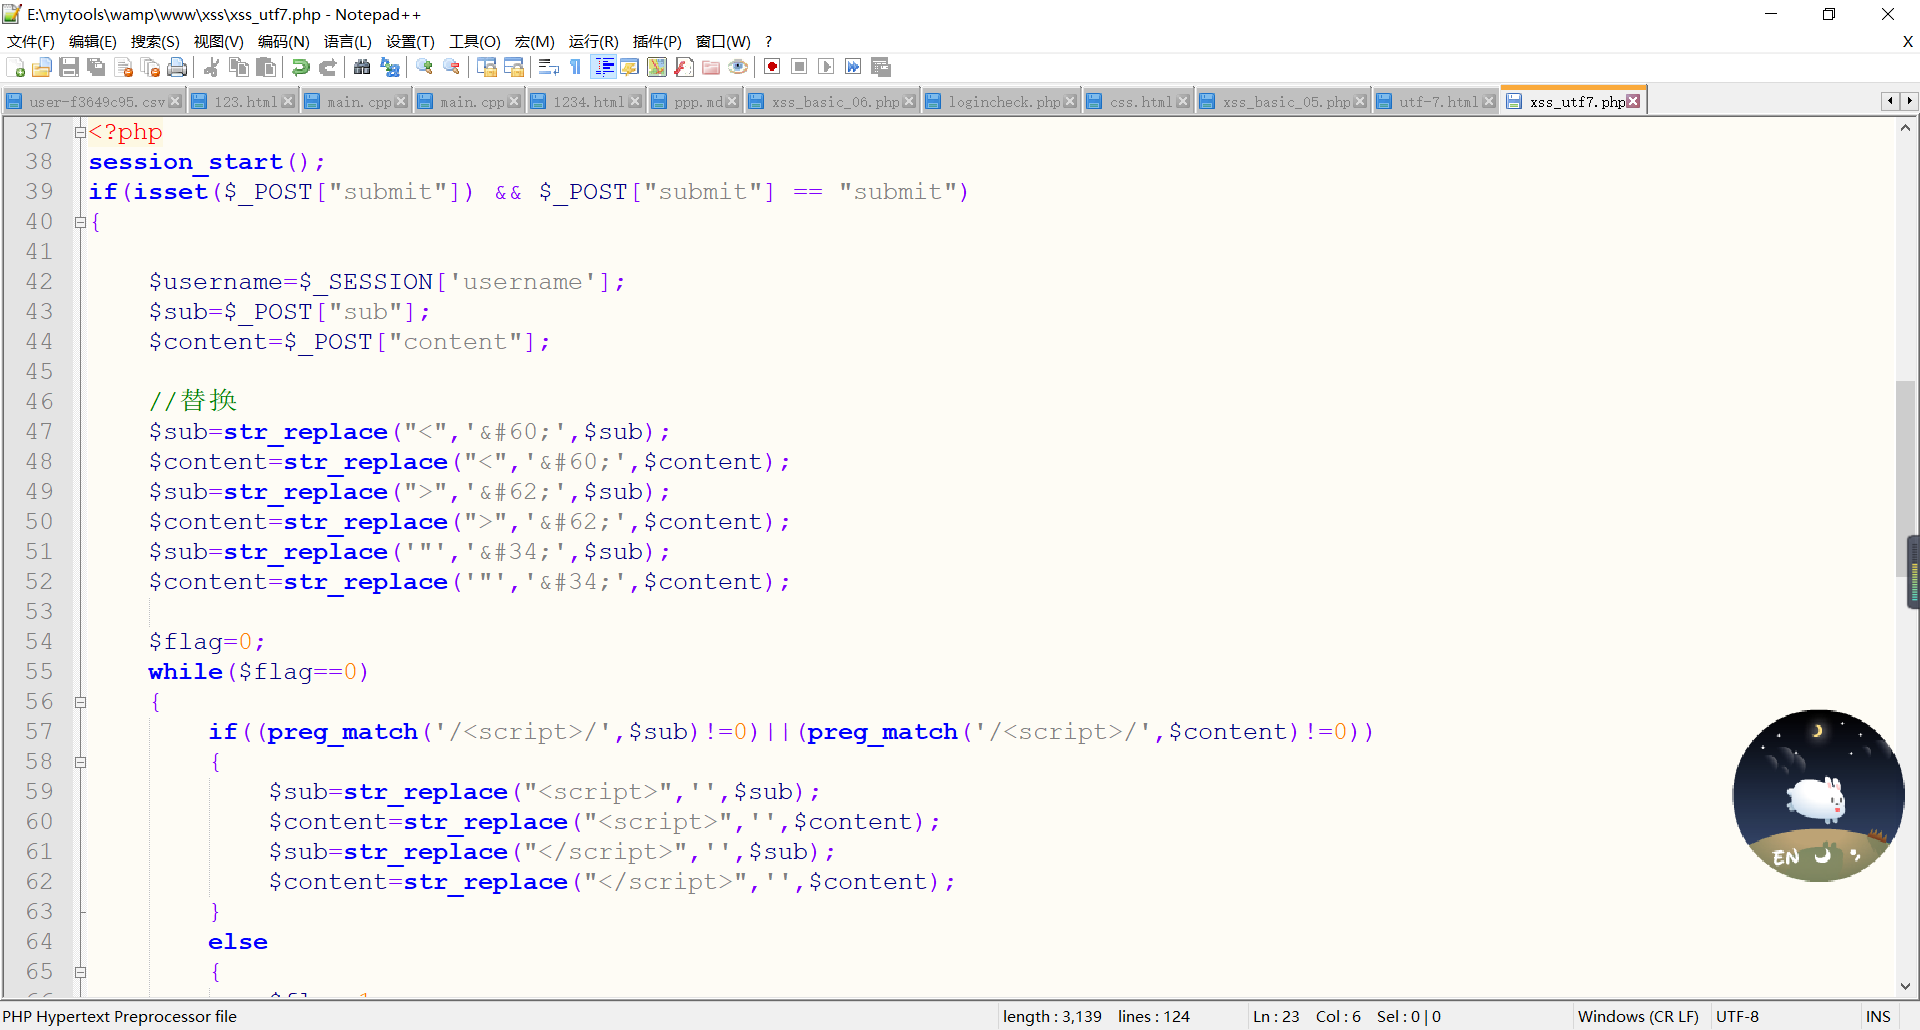 E:\mytools\wamp\www\xss\xss_utf7.php - Notepad++
文件(F) 编辑(E) 搜索(S) 视图(V) 编码(N) 语言(L) 设置(T) 工具(O) 宏(M) 运行(R) 插件(P) 窗口(W) ? X
user-f3649c95.csv 123.html main.cpp main.cpp 1234.html ppp.md xss_basic_06.php logincheck.php css.html xss_basic_05.php utf-7.html xss_utf7.php
37 <?php
38 session_start();
39 if(isset($_POST["submit"]) && $_POST["submit"] == "submit")
40 {
41
42 $username=$_SESSION['username'];
43 $sub=$_POST["sub"];
44 $content=$_POST["content"];
45
46 //替换
47 $sub=str_replace("<",'&#60;',$sub);
48 $content=str_replace("<",'&#60;',$content);
49 $sub=str_replace(">",'&#62;',$sub);
50 $content=str_replace(">",'&#62;',$content);
51 $sub=str_replace('"','&#34;',$sub);
52 $content=str_replace('"','&#34;',$content);
53
54 $flag=0;
55 while($flag==0)
56 {
57 if((preg_match('/<script>/',$sub)!=0)||(preg_match('/<script>/',$content)!=0))
58 {
59 $sub=str_replace("<script>",'',$sub);
60 $content=str_replace("<script>",'',$content);
61 $sub=str_replace("</script>",'',$sub);
62 $content=str_replace("</script>",'',$content);
63 }
64 else
65 {
EN
PHP Hypertext Preprocessor file length : 3,139 lines : 124 Ln : 23 Col : 6 Sel : 0 | 0 Windows (CR LF) UTF-8 INS